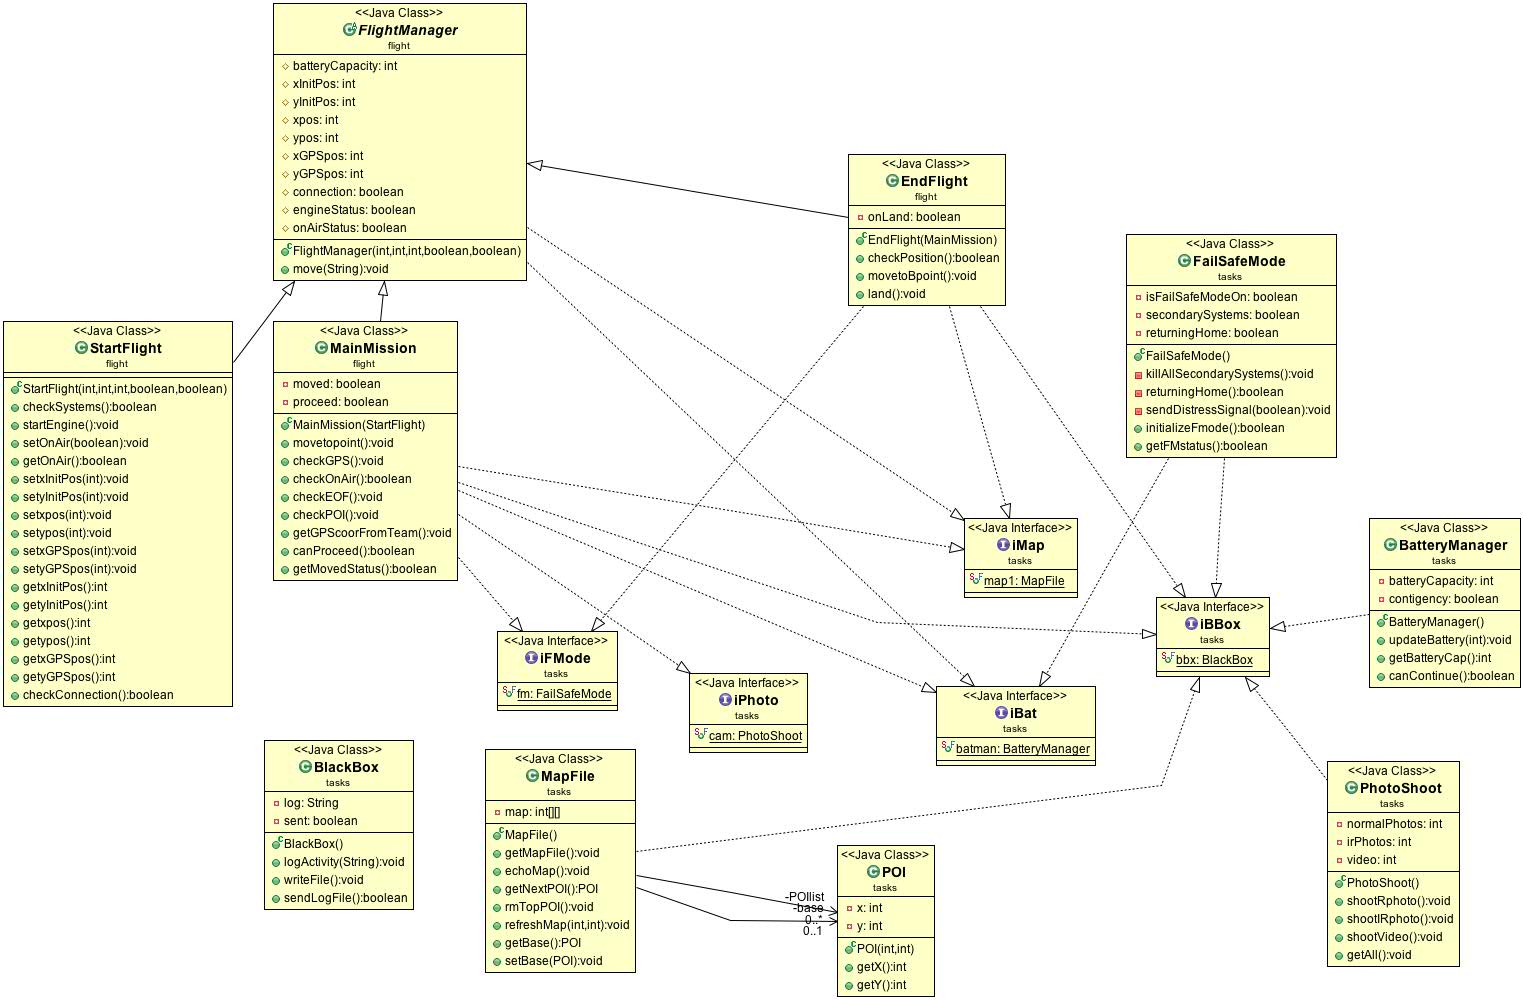 <<Java Class>>
FlightManager
flight
batteryCapacity: int
xInitPos: int
yInitPos: int
xpos: int
ypos: int
xGPSpos: int
yGPSpos: int
connection: boolean
engineStatus: boolean
onAirStatus: boolean
FlightManager(int,int,int,boolean,boolean)
move(String):void
<<Java Class>>
EndFlight
flight
onLand: boolean
EndFlight(MainMission)
checkPosition():boolean
movetoBpoint():void
land():void
<<Java Class>>
FailSafeMode
tasks
isFailSafeModeOn: boolean
secondarySystems: boolean
returningHome: boolean
FailSafeMode()
killAllSecondarySystems():void
returningHome():boolean
sendDistressSignal(boolean):void
initializeFmode():boolean
getFMstatus():boolean
<<Java Class>>
StartFlight
flight
StartFlight(int,int,int,boolean,boolean)
checkSystems():boolean
startEngine():void
setOnAir(boolean):void
getOnAir():boolean
setxInitPos(int):void
setyInitPos(int):void
setxpos(int):void
setypos(int):void
setxGPSpos(int):void
setyGPSpos(int):void
getxInitPos():int
getyInitPos():int
getxpos():int
getypos():int
getxGPSpos():int
getyGPSpos():int
checkConnection():boolean
<<Java Class>>
MainMission
flight
moved: boolean
proceed: boolean
MainMission(StartFlight)
movetopoint():void
checkGPS():void
checkOnAir():boolean
checkEOF():void
checkPOI():void
getGPScoorFromTeam():void
canProceed():boolean
getMovedStatus():boolean
<<Java Interface>>
iMap
tasks
map1: MapFile
<<Java Class>>
BatteryManager
tasks
batteryCapacity: int
contigency: boolean
BatteryManager()
updateBattery(int):void
getBatteryCap():int
canContinue():boolean
<<Java Interface>>
iBBox
tasks
bbx: BlackBox
<<Java Interface>>
iFMode
tasks
fm: FailSafeMode
<<Java Interface>>
iPhoto
tasks
cam: PhotoShoot
<<Java Interface>>
iBat
tasks
batman: BatteryManager
<<Java Class>>
BlackBox
tasks
log: String
sent: boolean
BlackBox()
logActivity(String):void
writeFile():void
sendLogFile():boolean
<<Java Class>>
MapFile
tasks
map: int[][]
MapFile()
getMapFile():void
echoMap():void
getNextPOI():POI
rmTopPOI():void
refreshMap(int,int):void
getBase():POI
setBase(POI):void
-POIlist
-base
0..*
0..1
<<Java Class>>
POI
tasks
x: int
y: int
POI(int,int)
getX():int
getY():int
<<Java Class>>
PhotoShoot
tasks
normalPhotos: int
irPhotos: int
video: int
PhotoShoot()
shootRphoto():void
shootIRphoto():void
shootVideo():void
getAll():void